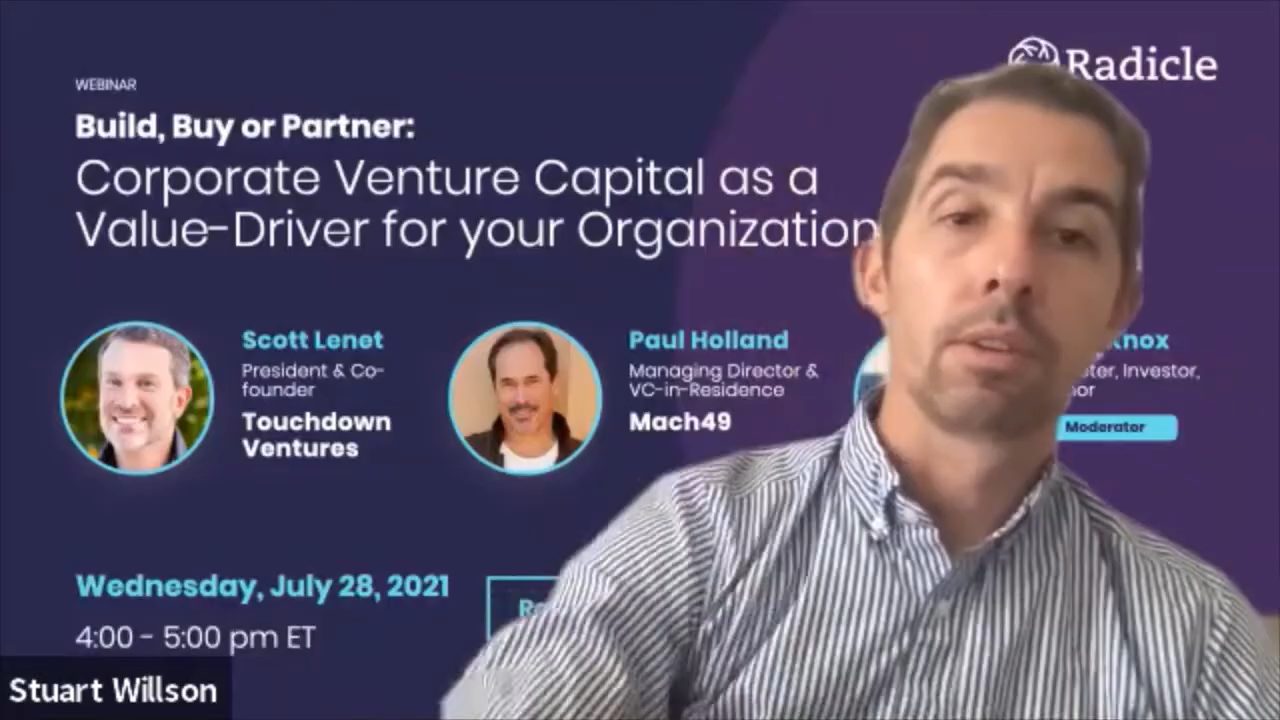 Radicle
WEBINAR
Build, Buy or Partner:
Corporate Venture Capital as a
Value-Driver for your Organization
Scott Lenet
President & Co-
founder
Touchdown
Ventures
Paul Holland
Managing Director &
VC-in-Residence
Mach49
Knox
Investor,
Moderator
Wednesday, July 28, 2021
4:00 - 5:00 pm ET
Stuart Willson